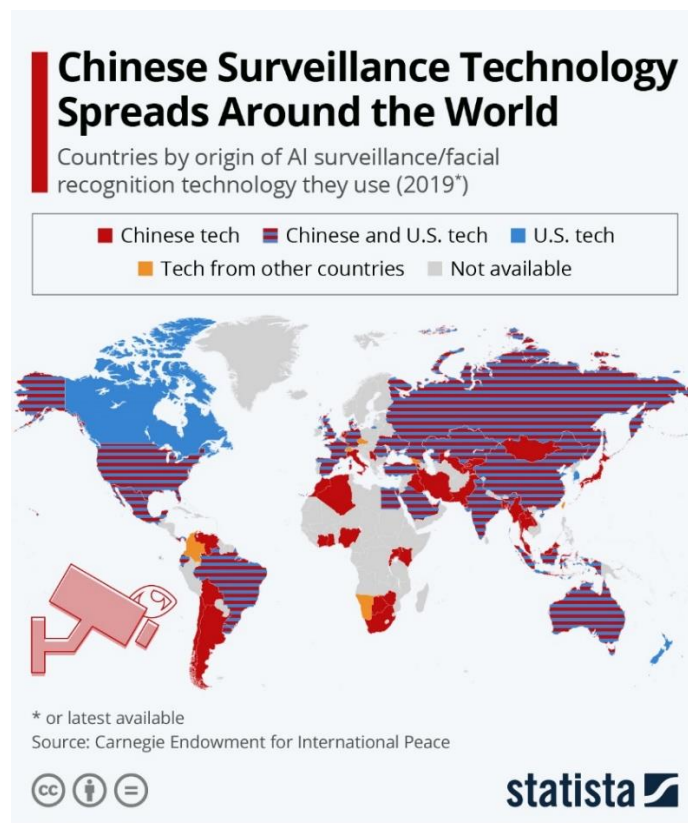 Chinese Surveillance Technology
Spreads Around the World
Countries by origin of AI surveillance/facial
recognition technology they use (2019*)
Chinese tech Chinese and U.S. tech U.S. tech
Tech from other countries Not available
* or latest available
Source: Carnegie Endowment for International Peace
cc statista